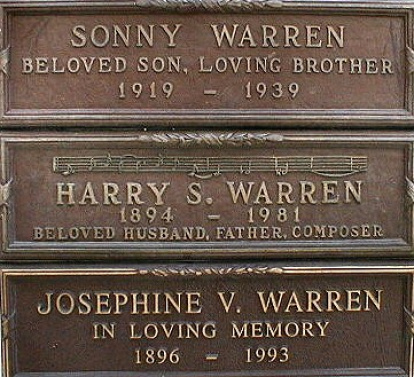 SONNY WARREN
BELOVED SON, LOVING BROTHER
1919 – 1939
HARRY S. WARREN
1894 – 1981
BELOVED HUSBAND, FATHER, COMPOSER
JOSEPHINE V. WARREN
IN LOVING MEMORY
1896 – 1993